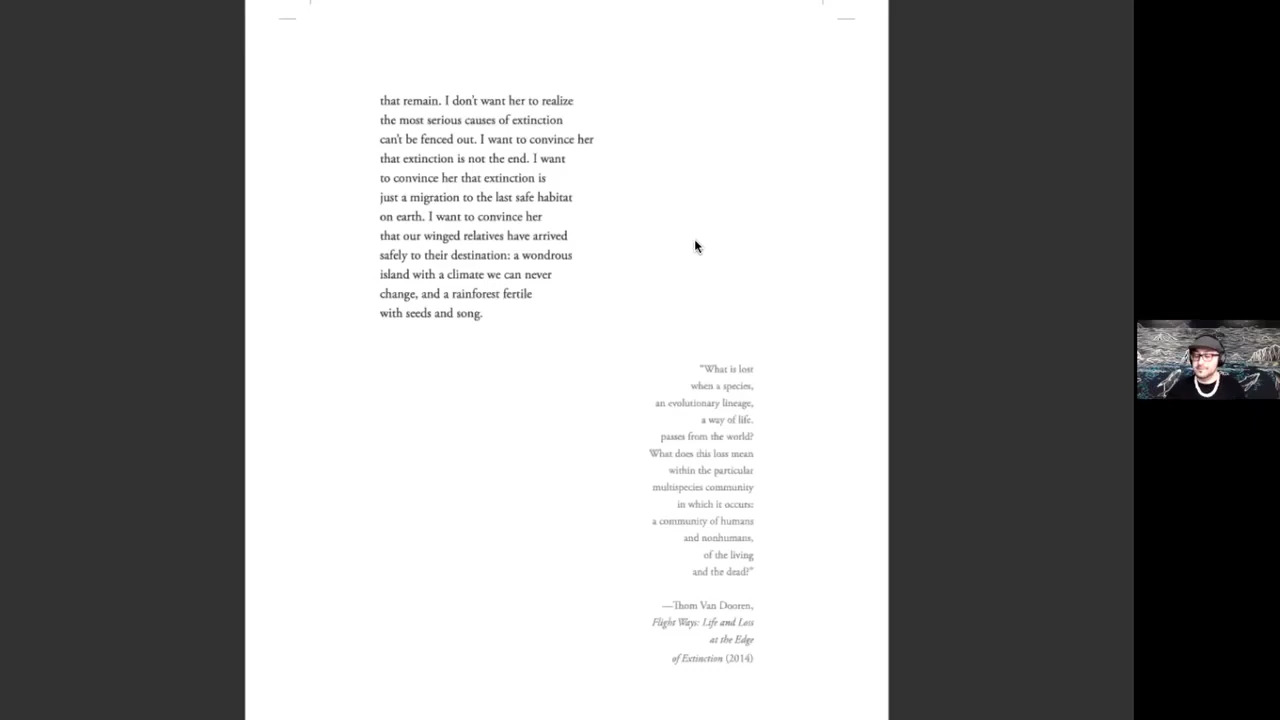 that remain. I don't want her to realize
the most serious causes of extinction
can't be fenced out. I want to convince her
that extinction is not the end. I want
to convince her that extinction is
just a migration to the last safe habitat
on earth. I want to convince her
that our winged relatives have arrived
safely to their destination: a wondrous
island with a climate we can never
change, and a rainforest fertile
with seeds and song.
"What is lost
when a species,
an evolutionary lineage,
a way of life.
passes from the world?
What does this loss mean
within the particular
multispecies community
in which it occurs:
a community of humans
and nonhumans,
of the living
and the dead?"
—Thom Van Dooren,
Flight Ways: Life and Loss
at the Edge
of Extinction (2014)